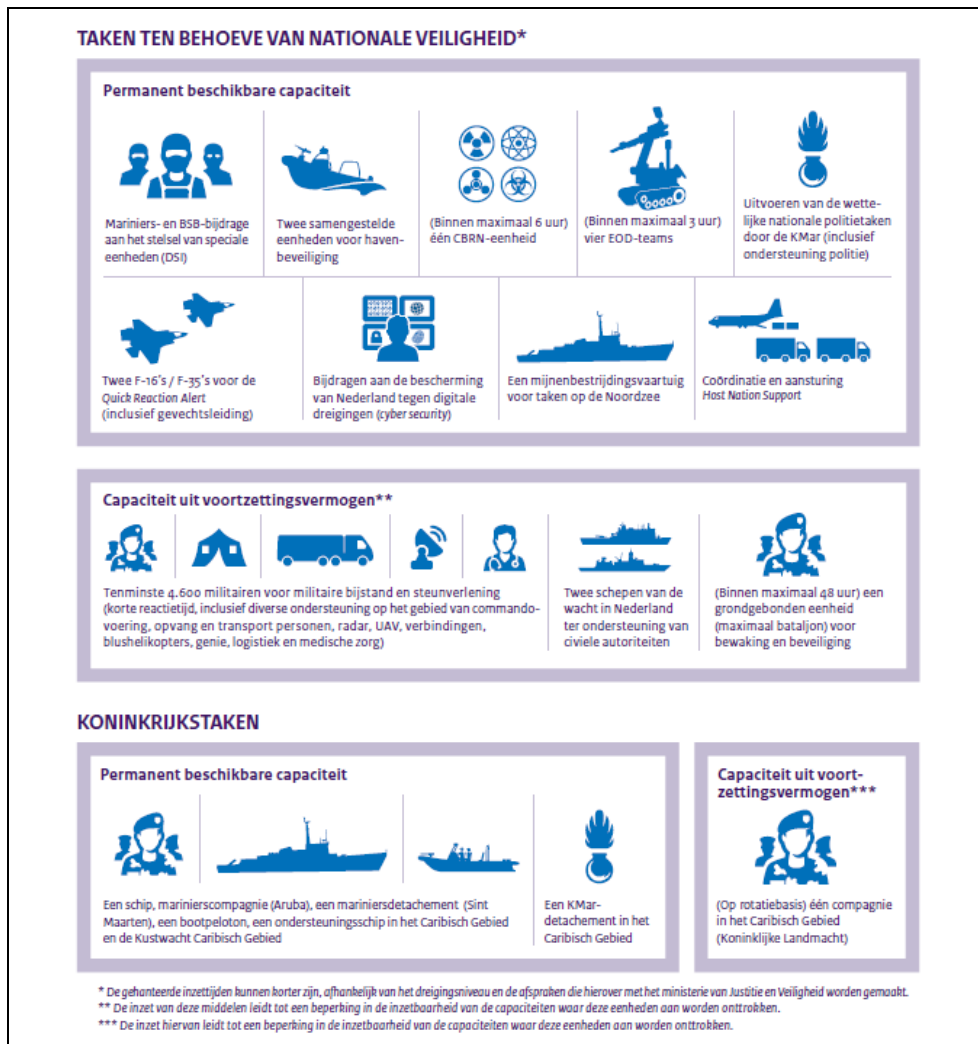 TAKEN TEN BEHOEVE VAN NATIONALE VEILIGHEID*
Permanent beschikbare capaciteit
Mariniers- en BSB-bijdrage
aan het stelsel van speciale
eenheden (DSI)
Twee samengestelde
eenheden voor haven-
beveiliging
(Binnen maximaal 6 uur)
één CBRN-eenheid
(Binnen maximaal 3 uur)
vier EOD-teams
Uitvoeren van de wette-
lijke nationale politietaken
door de KMar (inclusief
ondersteuning politie)
Twee F-16's / F-35's voor de
Quick Reaction Alert
(inclusief gevechtsleiding)
Bijdragen aan de bescherming
van Nederland tegen digitale
dreigingen (cyber security)
Een mijnenbestrijdingsvaartuig
voor taken op de Noordzee
Coördinatie en aansturing
Host Nation Support
Capaciteit uit voortzettingsvermogen**
Tenminste 4.600 militairen voor militaire bijstand en steunverlening
(korte reactietijd, inclusief diverse ondersteuning op het gebied van commando-
voering, opvang en transport personen, radar, UAV, verbindingen,
blushelikopters, genie, logistiek en medische zorg)
Twee schepen van de
wacht in Nederland
ter ondersteuning van
civiele autoriteiten
(Binnen maximaal 48 uur) een
grondgebonden eenheid
(maximaal bataljon) voor
bewaking en beveiliging
KONINKRIJKSTAKEN
Permanent beschikbare capaciteit
Een schip, marinierscompagnie (Aruba), een mariniersdetachement (Sint
Maarten), een bootpeloton, een ondersteuningsschip in het Caribisch Gebied
en de Kustwacht Caribisch Gebied
Een KMar-
detachement in het
Caribisch Gebied
Capaciteit uit voort-
zettingsvermogen***
(Op rotatiebasis) één compagnie
in het Caribisch Gebied
(Koninklijke Landmacht)
* De gehanteerde inzettijden kunnen korter zijn, afhankelijk van het dreigingsniveau en de afspraken die hierover met het ministerie van Justitie en Veiligheid worden gemaakt.
** De inzet van deze middelen leidt tot een beperking in de inzetbaarheid van de capaciteiten waar deze eenheden aan worden onttrokken.
*** De inzet hiervan leidt tot een beperking in de inzetbaarheid van de capaciteiten waar deze eenheden aan worden onttrokken.